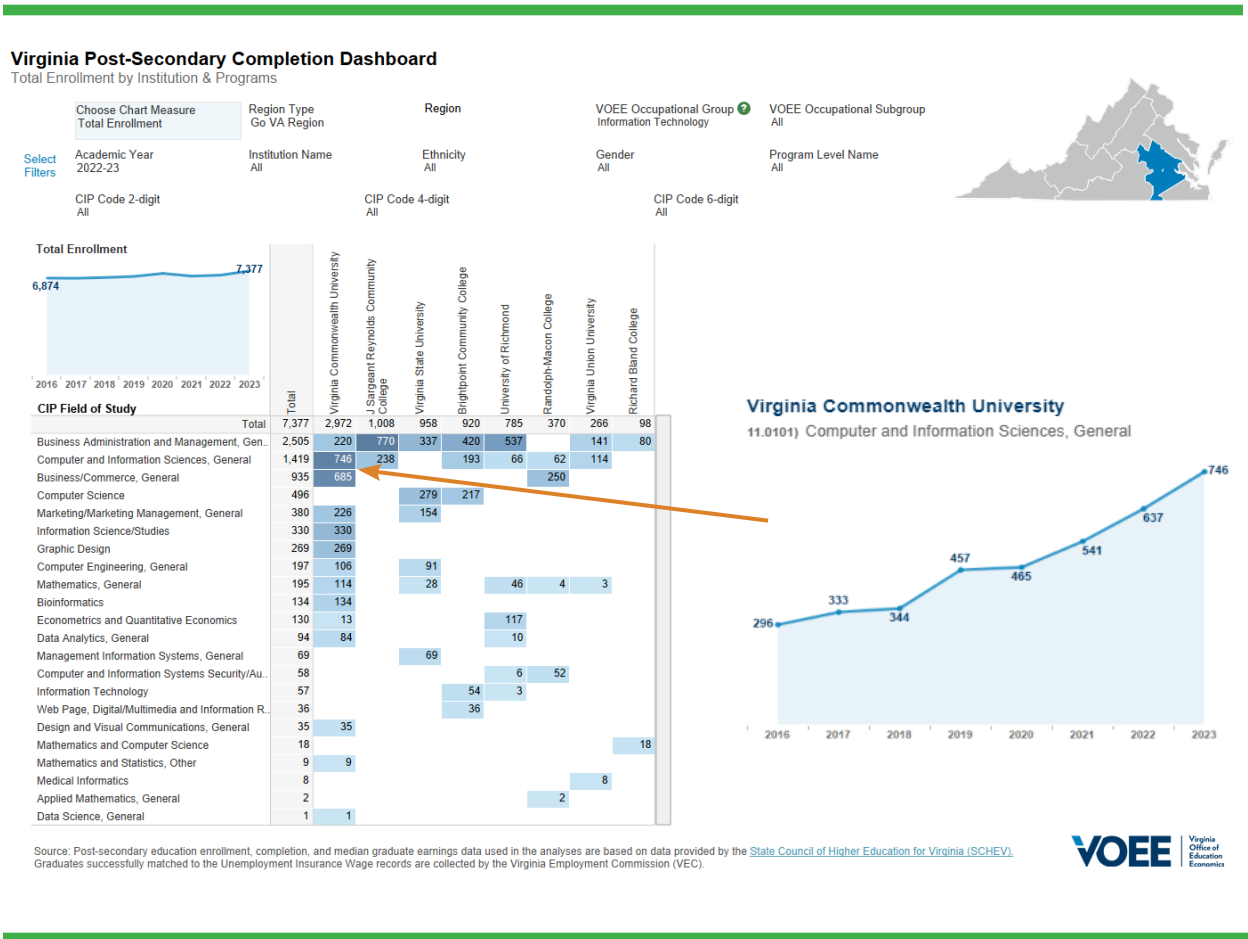 Virginia Post-Secondary Completion Dashboard
Total Enrollment by Institution & Programs
Choose Chart Measure
Total Enrollment
Region Type
Go VA Region
Region
VOEE Occupational Group ?
Information Technology
VOEE Occupational Subgroup
All
Select
Filters
Academic Year
2022-23
Institution Name
All
Ethnicity
All
Gender
All
Program Level Name
All
CIP Code 2-digit
All
CIP Code 4-digit
All
CIP Code 6-digit
All
Total Enrollment
6,874
7,377
2016 2017 2018 2019 2020 2021 2022 2023
CIP Field of Study
Total
Virginia Commonwealth University
J Sargeant Reynolds Community
College
Virginia State University
Brightpoint Community College
University of Richmond
Randolph-Macon College
Virginia Union University
Richard Bland College
Total 7,377 2,972 1,008 958 920 785 370 266 98
Business Administration and Management, Gen.. 2,505 220 770 337 420 537 141 80
Computer and Information Sciences, General 1,419 746 238 193 66 62 114
Business/Commerce, General 935 685 250
Computer Science 496 279 217
Marketing/Marketing Management, General 380 226 154
Information Science/Studies 330 330
Graphic Design 269 269
Computer Engineering, General 197 106 91
Mathematics, General 195 114 28 46 4 3
Bioinformatics 134 134
Econometrics and Quantitative Economics 130 13 117
Data Analytics, General 94 84 10
Management Information Systems, General 69 69
Computer and Information Systems Security/Au.. 58 6 52
Information Technology 57 54 3
Web Page, Digital/Multimedia and Information R.. 36 36
Design and Visual Communications, General 35 35
Mathematics and Computer Science 18 18
Mathematics and Statistics, Other 9 9
Medical Informatics 8 8
Applied Mathematics, General 2 2
Data Science, General 1 1
Virginia Commonwealth University
11.0101) Computer and Information Sciences, General
296
333
344
457
465
541
637
746
2016 2017 2018 2019 2020 2021 2022 2023
Source: Post-secondary education enrollment, completion, and median graduate earnings data used in the analyses are based on data provided by the State Council of Higher Education for Virginia (SCHEV).
Graduates successfully matched to the Unemployment Insurance Wage records are collected by the Virginia Employment Commission (VEC).
VOEE
Virginia
Office of
Education
Economics